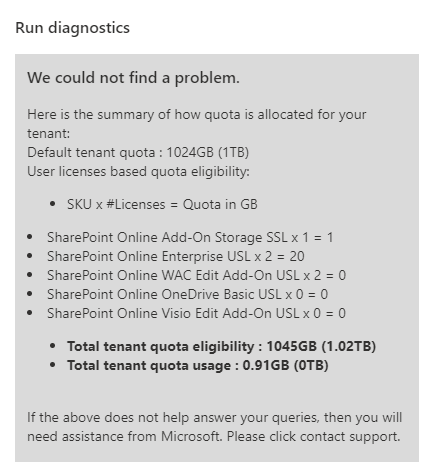 Run diagnostics
We could not find a problem.
Here is the summary of how quota is allocated for your
tenant:
Default tenant quota : 1024GB (1TB)
User licenses based quota eligibility:
• SKU x #Licenses = Quota in GB
• SharePoint Online Add-On Storage SSL x 1 = 1
• SharePoint Online Enterprise USL x 2 = 20
• SharePoint Online WAC Edit Add-On USL x 2 = 0
• SharePoint Online OneDrive Basic USL x 0 = 0
• SharePoint Online Visio Edit Add-On USL x 0 = 0
• Total tenant quota eligibility : 1045GB (1.02TB)
• Total tenant quota usage : 0.91GB (0TB)
If the above does not help answer your queries, then you will
need assistance from Microsoft. Please click contact support.